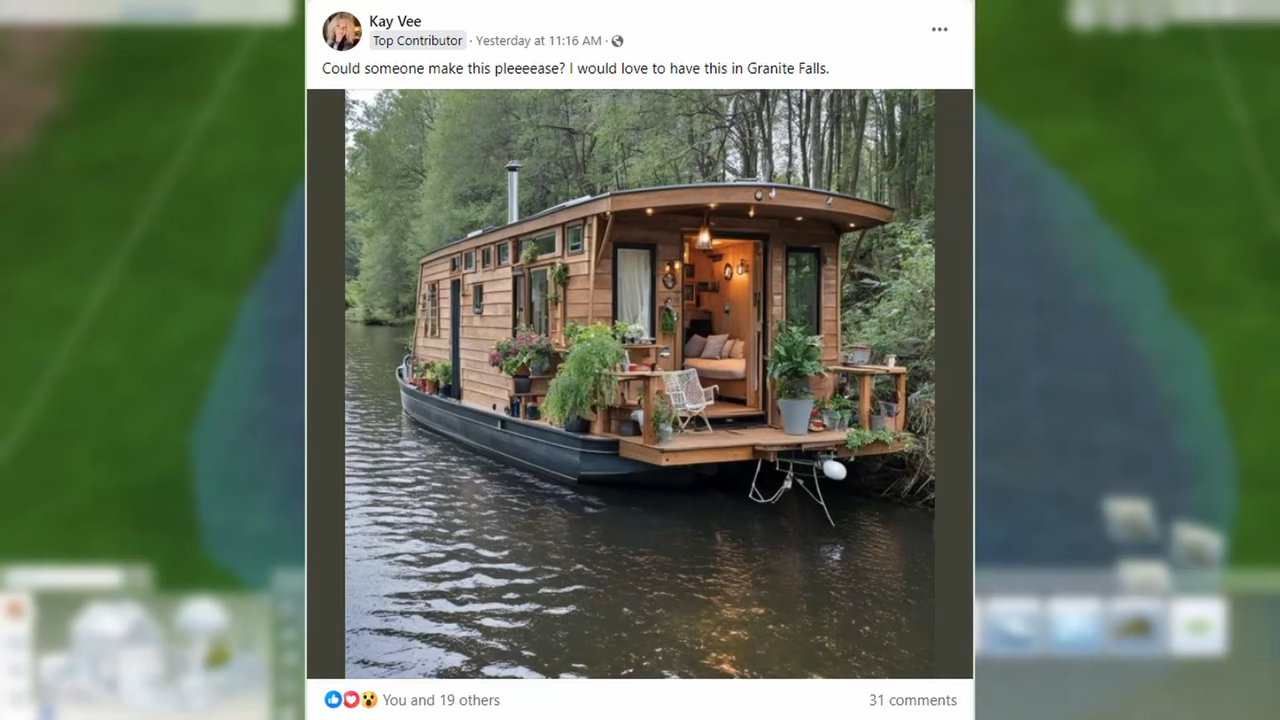 Kay Vee
Top Contributor · Yesterday at 11:16 AM ·
Could someone make this pleeeease? I would love to have this in Granite Falls.
You and 19 others
31 comments